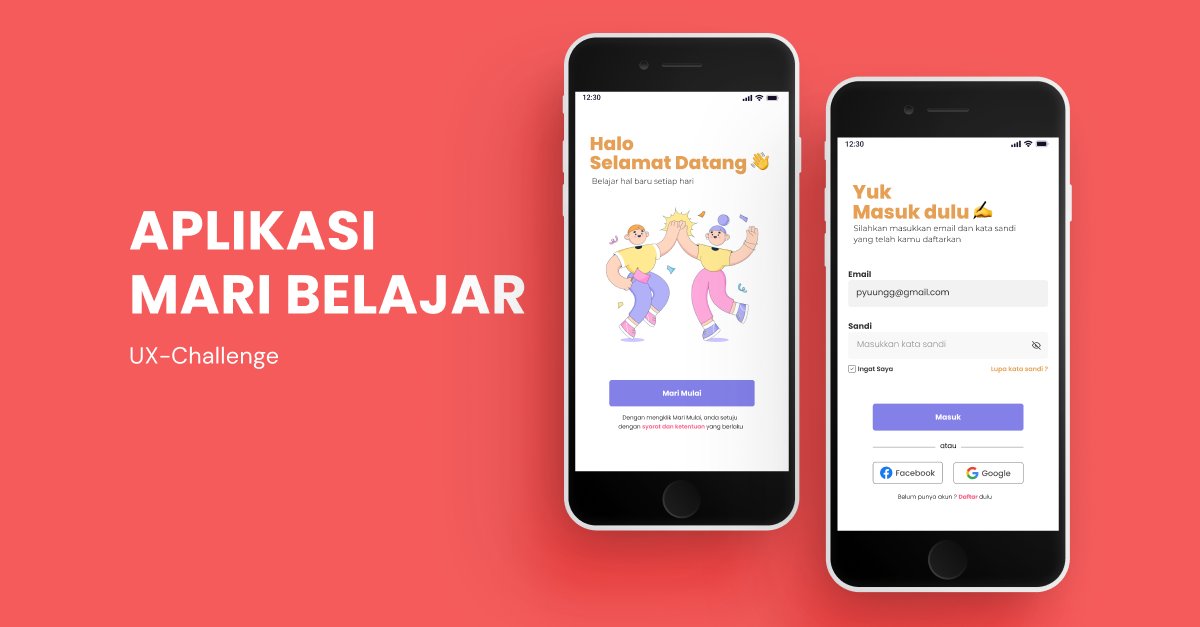 APLIKASI
MARI BELAJAR
UX-Challenge
12:30
Halo
Selamat Datang 👋
Belajar hal baru setiap hari
Mari Mulai
Dengan mengklik Mari Mulai, anda setuju
dengan syarat dan ketentuan yang berlaku
12:30
Yuk
Masuk dulu ✍
Silahkan masukkan email dan kata sandi
yang telah kamu daftarkan
Email
pyuungg@gmail.com
Sandi
Masukkan kata sandi
Ingat Saya
Lupa kata sandi ?
Masuk
atau
Facebook
Google
Belum punya akun ? Daftar dulu